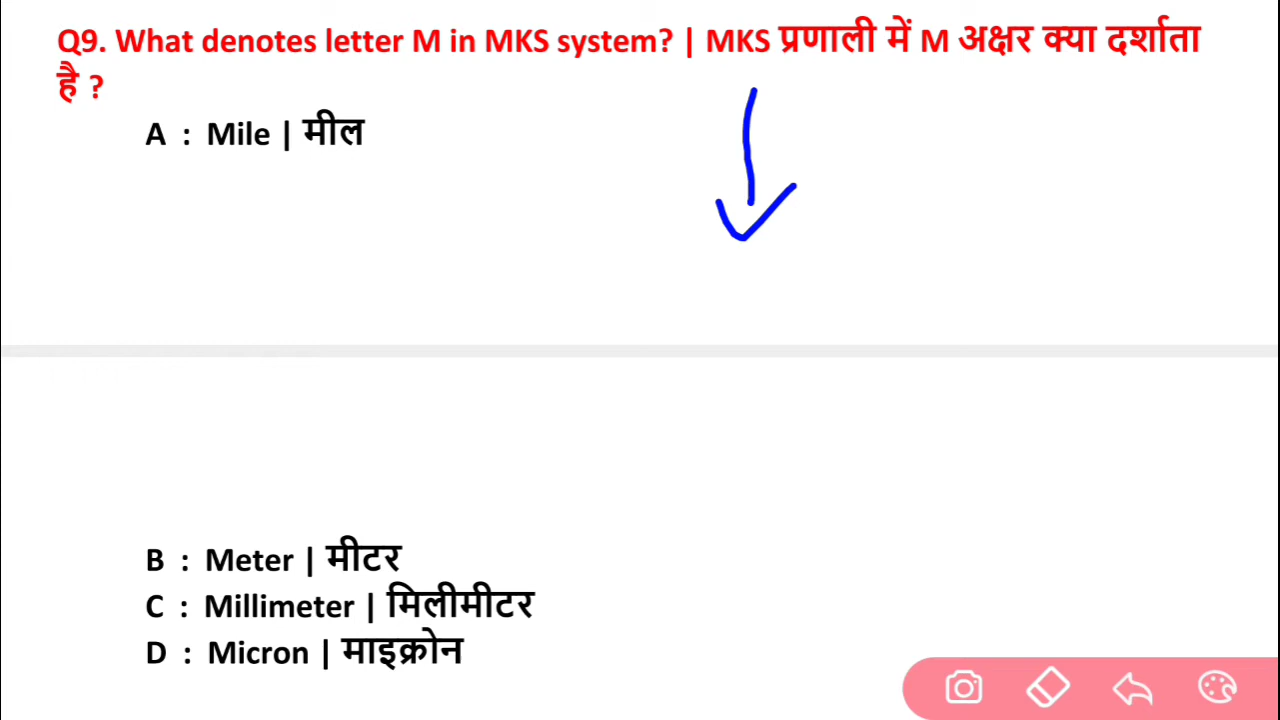 Q9. What denotes letter M in MKS system? | MKS प्रणाली में M अक्षर क्या दर्शाता
है ?
A : Mile | मील
B : Meter | मीटर
C : Millimeter | मिलीमीटर
D : Micron | माइक्रोन